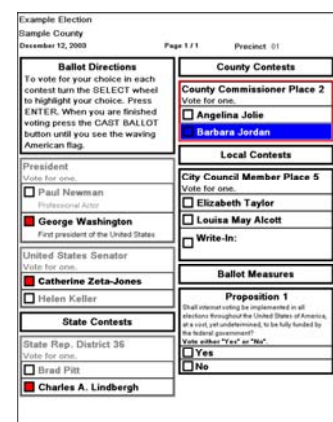 Example Election
Sample County
December 12, 2003 Page 1 / 1 Precinct 01
Ballot Directions
To vote for your choice in each
contest turn the SELECT wheel
to highlight your choice. Press
ENTER. When you are finished
voting press the CAST BALLOT
button until you see the waving
American flag.
President
Vote for one.
Paul Newman
Professional Actor
George Washington
First president of the United States
United States Senator
Vote for one.
Catherine Zeta-Jones
Helen Keller
State Contests
State Rep. District 36
Vote for one.
Brad Pitt
Charles A. Lindbergh
County Contests
County Commissioner Place 2
Vote for one.
Angelina Jolie
Barbara Jordan
Local Contests
City Council Member Place 5
Vote for one.
Elizabeth Taylor
Louisa May Alcott
Write-In:
Ballot Measures
Proposition 1
Shall internet voting be implemented in all
elections throughout the United States of America,
at a cost, yet undetermined, to be fully funded by
the federal government?
Vote either "Yes" or "No".
Yes
No